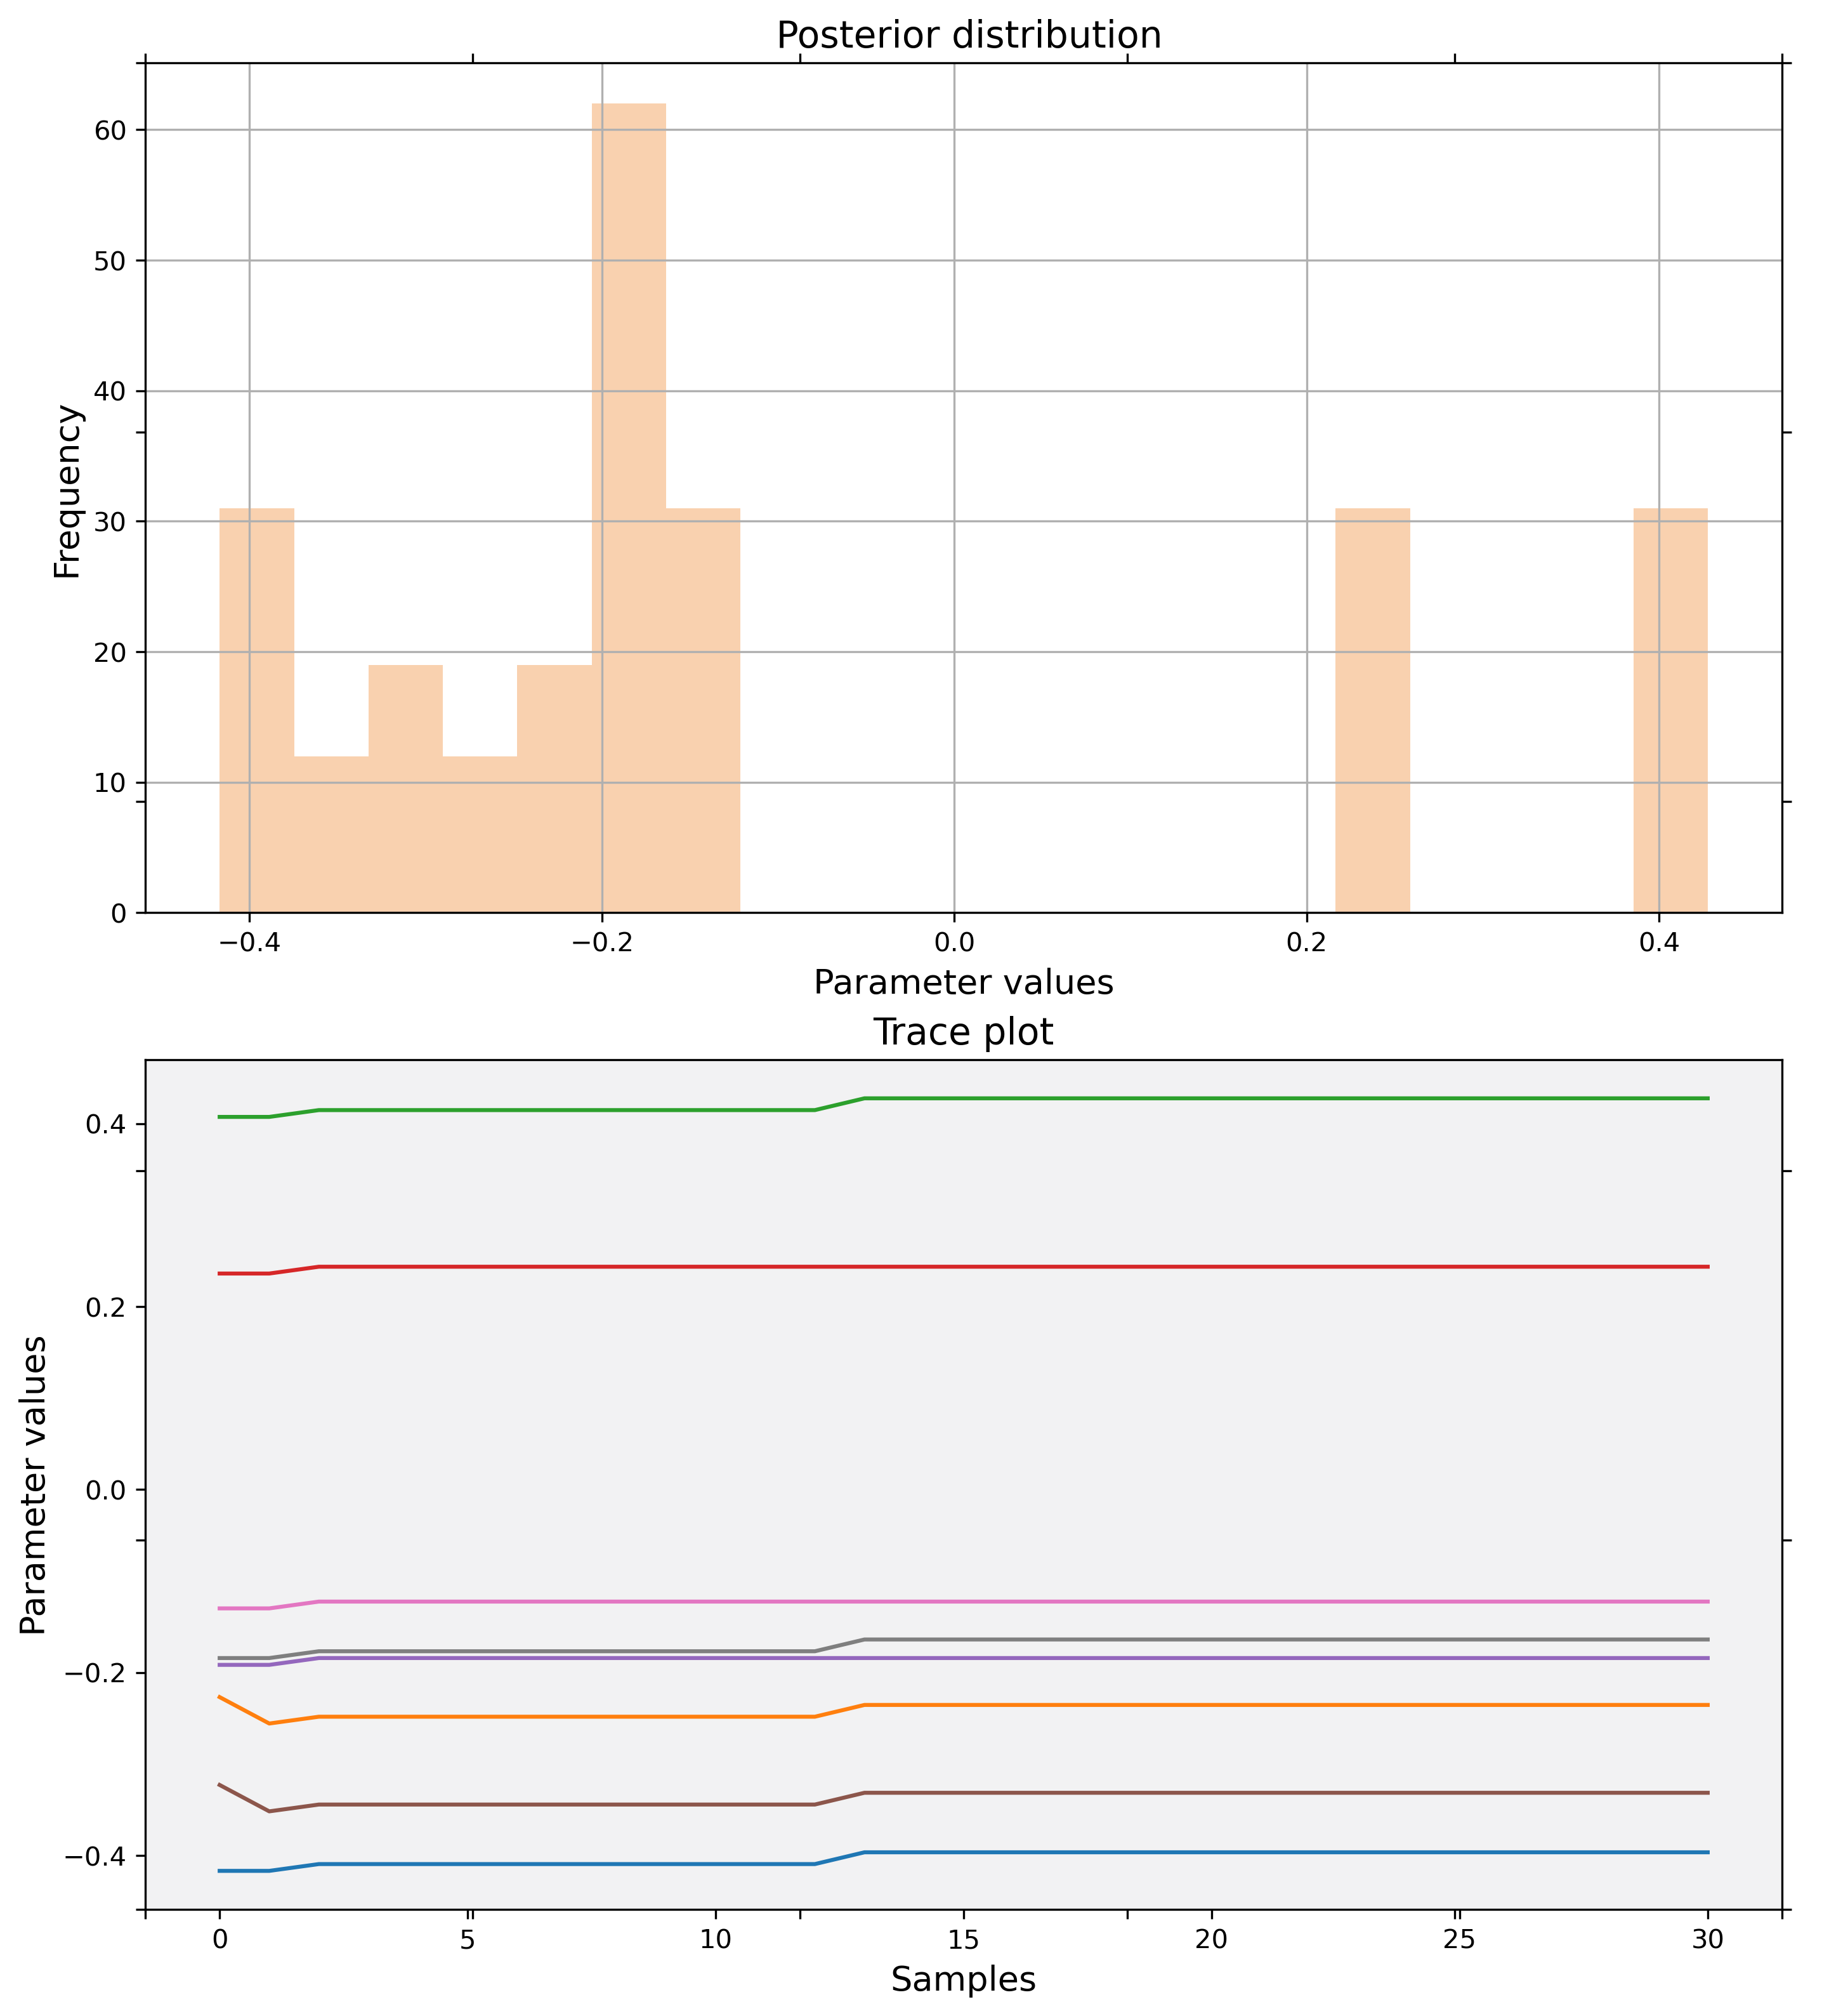 Posterior distribution
60
50
40
30
20
10
0
Frequency
−0.4 −0.2 0.0 0.2 0.4
Parameter values
Trace plot
0.4
0.2
0.0
−0.2
−0.4
Parameter values
0 5 10 15 20 25 30
Samples